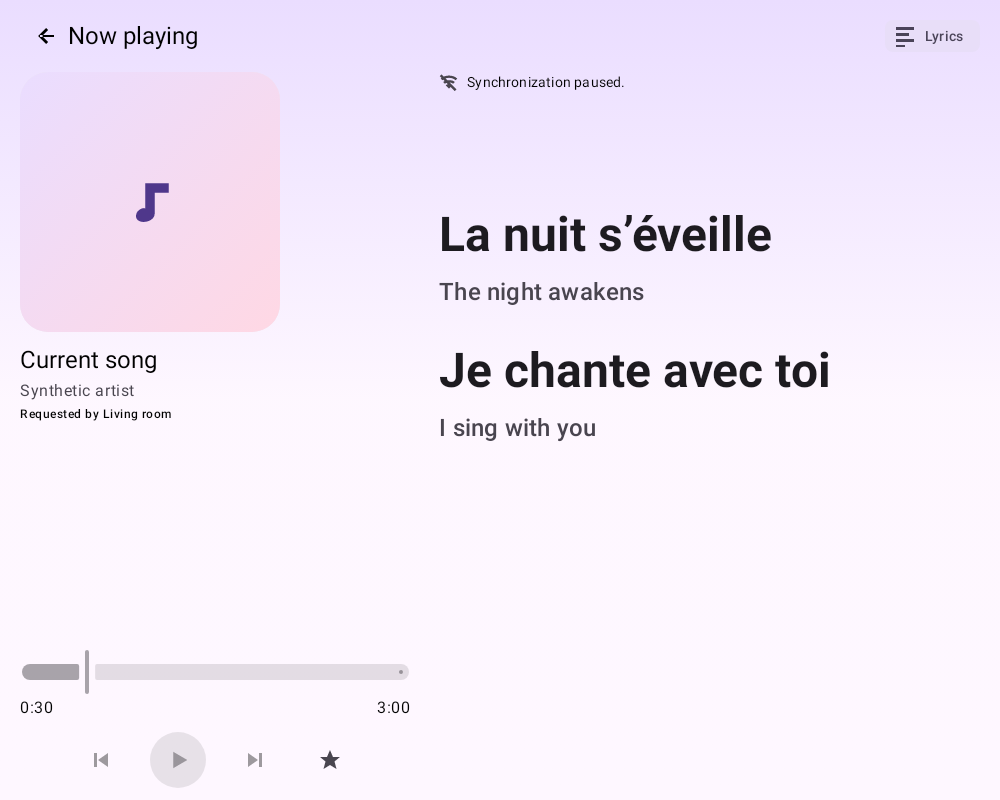 Now playing
Lyrics
Synchronization paused.
La nuit s’éveille
The night awakens
Je chante avec toi
I sing with you
Current song
Synthetic artist
Requested by Living room
0:30
3:00